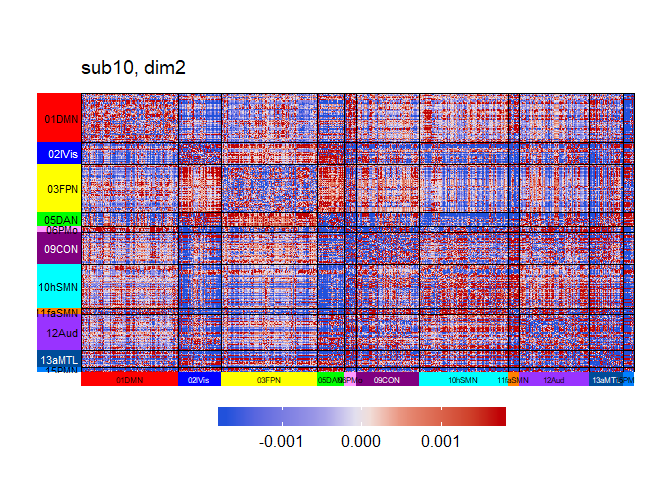 sub10, dim2
01DMN
02lVis
03FPN
05DAN
06PMo
09CON
10hSMN
11faSMN
12Aud
13aMTL
15PMN
01DMN
02lVis
03FPN
05DAN
09CON
10hSMN
11faSMN
12Aud
-0.001 0.000 0.001